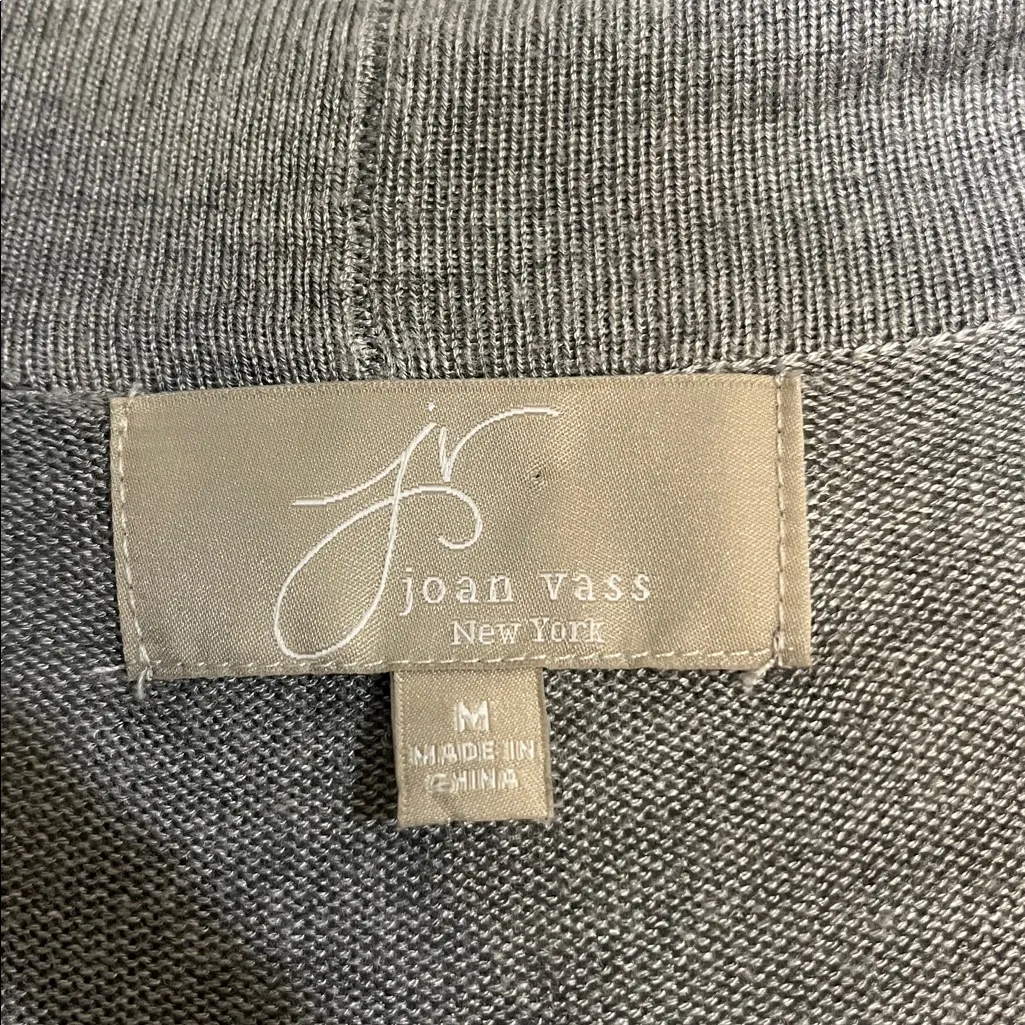 jv
joan vass
New York
M
MADE IN
CHINA